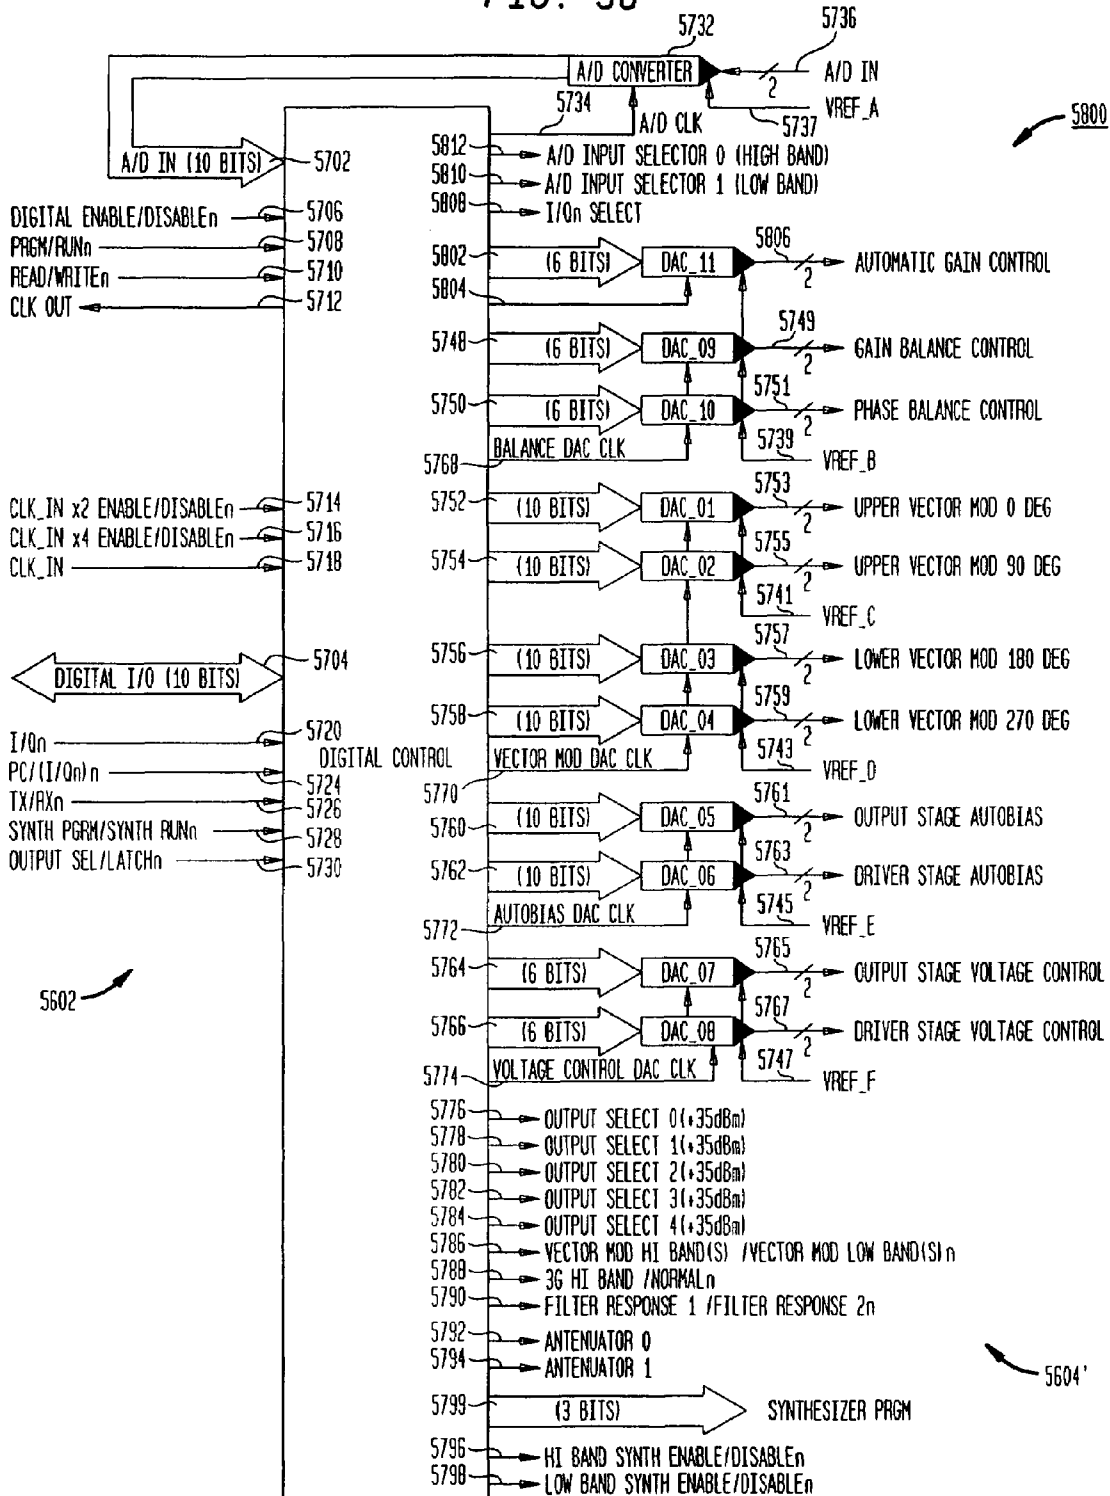 5732
5736
A/D CONVERTER
A/D IN
2
5734
VREF_A
5737
A/D CLK
5800
A/D IN (10 BITS)
5702
5812
A/D INPUT SELECTOR 0 (HIGH BAND)
5810
A/D INPUT SELECTOR 1 (LOW BAND)
5808
I/Qn SELECT
DIGITAL ENABLE/DISABLEn
5706
PRGM/RUNn
5708
READ/WRITEn
5710
CLK OUT
5712
5802
(6 BITS)
DAC_11
5806
2
AUTOMATIC GAIN CONTROL
5804
5748
(6 BITS)
DAC_09
5749
2
GAIN BALANCE CONTROL
5750
(6 BITS)
DAC_10
5751
2
PHASE BALANCE CONTROL
5768
BALANCE DAC CLK
5739
VREF_B
CLK_IN x2 ENABLE/DISABLEn
5714
CLK_IN x4 ENABLE/DISABLEn
5716
CLK_IN
5718
5752
(10 BITS)
DAC_01
5753
2
UPPER VECTOR MOD 0 DEG
5754
(10 BITS)
DAC_02
5755
2
UPPER VECTOR MOD 90 DEG
5741
VREF_C
DIGITAL I/O (10 BITS)
5704
5756
(10 BITS)
DAC_03
5757
2
LOWER VECTOR MOD 180 DEG
5758
(10 BITS)
DAC_04
5759
2
LOWER VECTOR MOD 270 DEG
I/Qn
5720
PC/(I/Qn)n
5724
TX/RXn
5726
SYNTH PGRM/SYNTH RUNn
5728
OUTPUT SEL/LATCHn
5730
DIGITAL CONTROL
VECTOR MOD DAC CLK
5770
5743
VREF_D
5760
(10 BITS)
DAC_05
5761
2
OUTPUT STAGE AUTOBIAS
5762
(10 BITS)
DAC_06
5763
2
DRIVER STAGE AUTOBIAS
AUTOBIAS DAC CLK
5772
5745
VREF_E
5602
5764
(6 BITS)
DAC_07
5765
2
OUTPUT STAGE VOLTAGE CONTROL
5766
(6 BITS)
DAC_08
5767
2
DRIVER STAGE VOLTAGE CONTROL
5774
VOLTAGE CONTROL DAC CLK
5747
VREF_F
5776
OUTPUT SELECT 0(+35dBm)
5778
OUTPUT SELECT 1(+35dBm)
5780
OUTPUT SELECT 2(+35dBm)
5782
OUTPUT SELECT 3(+35dBm)
5784
OUTPUT SELECT 4(+35dBm)
5786
VECTOR MOD HI BAND(S) /VECTOR MOD LOW BAND(S)n
5788
3G HI BAND /NORMALn
5790
FILTER RESPONSE 1 /FILTER RESPONSE 2n
5792
ANTENUATOR 0
5794
ANTENUATOR 1
5604'
5799
(3 BITS)
SYNTHESIZER PRGM
5796
HI BAND SYNTH ENABLE/DISABLEn
5798
LOW BAND SYNTH ENABLE/DISABLEn